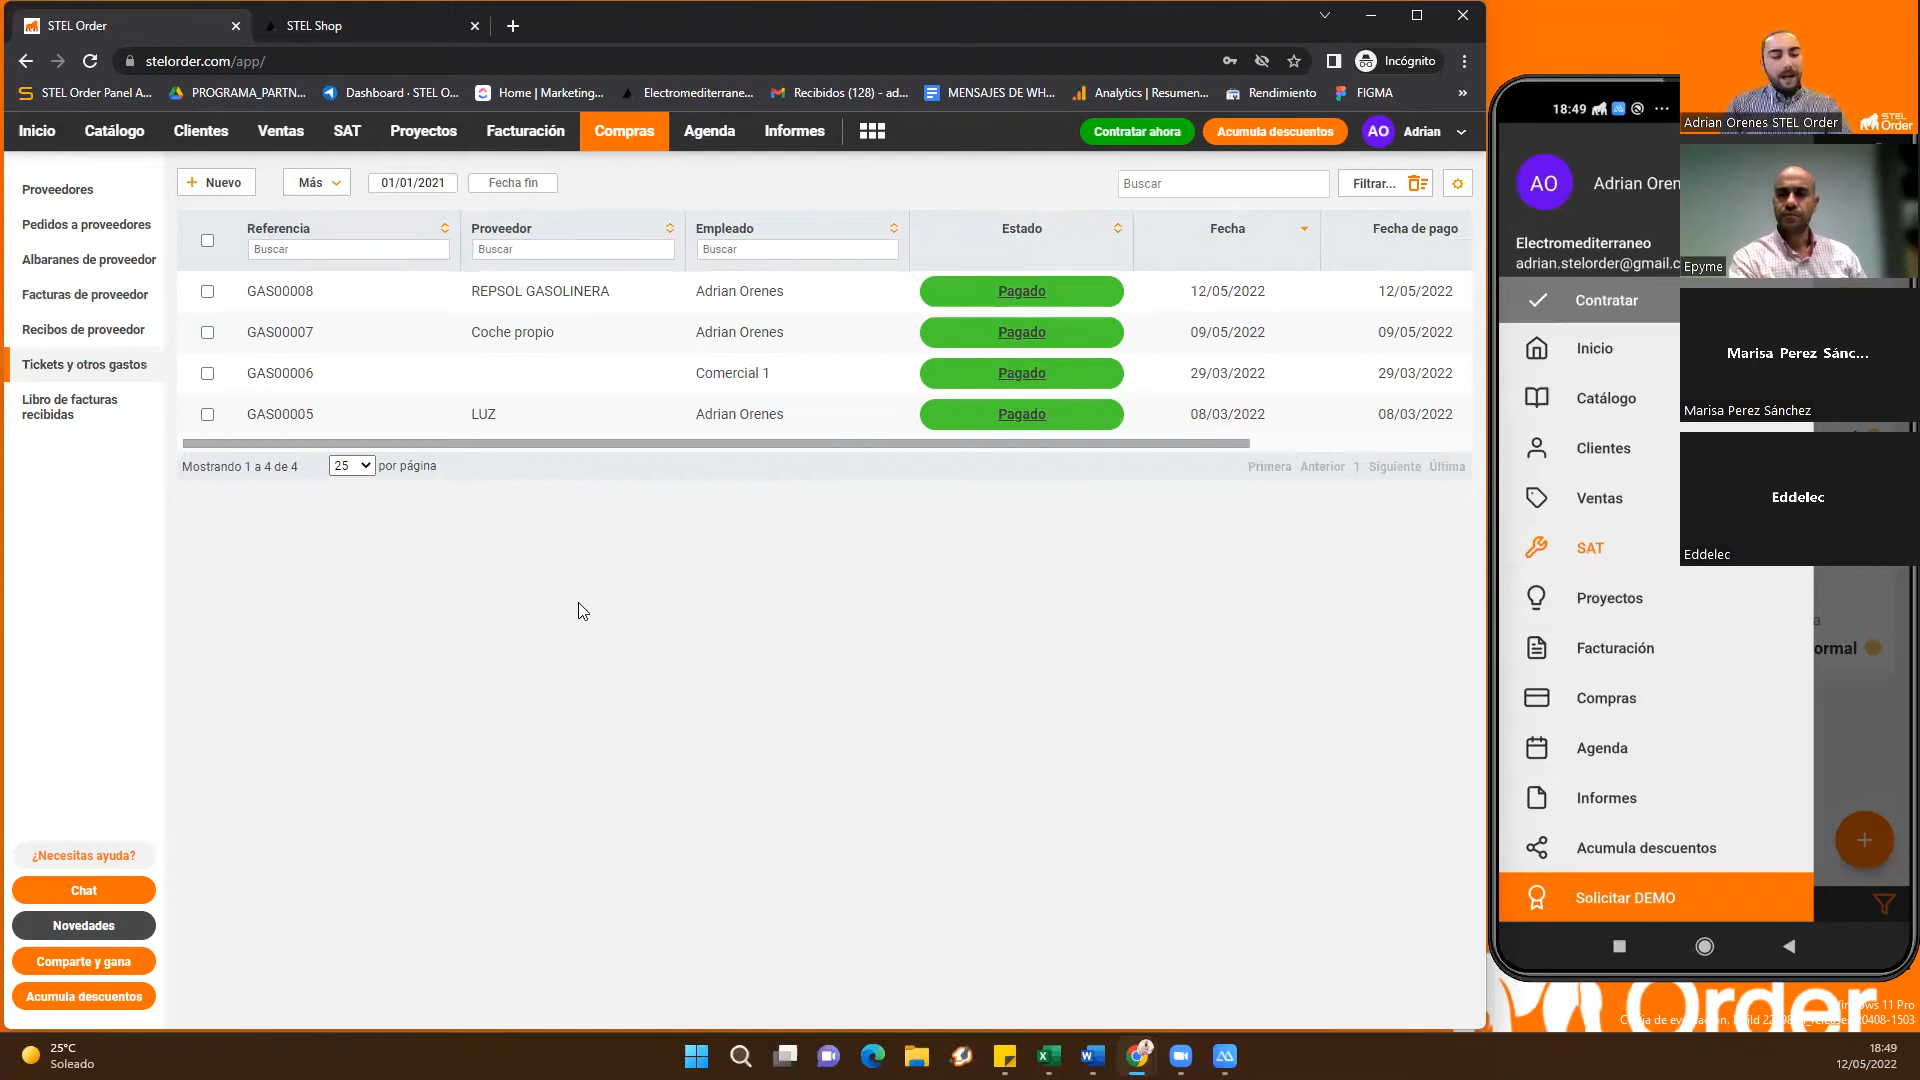 STEL Order
STEL Shop
stelorder.com/app/
Incógnito
STEL Order Panel A...
PROGRAMA_PARTN...
Dashboard · STEL O...
Home | Marketing...
Electromediterrane...
Recibidos (128) - ad...
MENSAJES DE WH...
Analytics | Resumen...
Rendimiento
FIGMA
»
Inicio
Catálogo
Clientes
Ventas
SAT
Proyectos
Facturación
Compras
Agenda
Informes
Contratar ahora
Acumula descuentos
AO
Adrian
Proveedores
Pedidos a proveedores
Albaranes de proveedor
Facturas de proveedor
Recibos de proveedor
Tickets y otros gastos
Libro de facturas
recibidas
+ Nuevo
Más
01/01/2021
Fecha fin
Buscar
Filtrar...
Referencia
Proveedor
Empleado
Estado
Fecha
Fecha de pago
Buscar
Buscar
Buscar
GAS00008 REPSOL GASOLINERA Adrian Orenes Pagado 12/05/2022 12/05/2022
GAS00007 Coche propio Adrian Orenes Pagado 09/05/2022 09/05/2022
GAS00006 Comercial 1 Pagado 29/03/2022 29/03/2022
GAS00005 LUZ Adrian Orenes Pagado 08/03/2022 08/03/2022
Mostrando 1 a 4 de 4
25 por página
Primera Anterior 1 Siguiente Última
¿Necesitas ayuda?
Chat
Novedades
Comparte y gana
Acumula descuentos
18:49
AO
Adrian Oren
Electromediterraneo
adrian.stelorder@gmail.c
Contratar
Inicio
Catálogo
Clientes
Ventas
SAT
Proyectos
Facturación
Compras
Agenda
Informes
Acumula descuentos
Solicitar DEMO
ormal
Adrian Orenes STEL Order
STEL
Order
Epyme
Marisa Perez Sánc...
Marisa Perez Sánchez
Eddelec
Eddelec
Order
25°C
Soleado
18:49
12/05/2022